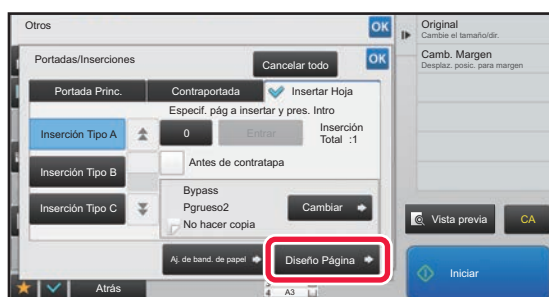 Otros
OK
Portadas/Inserciones
Cancelar todo
OK
Portada Princ.
Contraportada
Insertar Hoja
Especif. pág a insertar y pres. Intro
Inserción Tipo A
0
Entrar
Inserción
Total :1
Inserción Tipo B
Antes de contratapa
Inserción Tipo C
Bypass
Pgrueso2
No hacer copia
Cambiar
Aj. de band. de papel
Diseño Página
Atrás
4
A3
Original
Cambie el tamaño/dir.
Camb. Margen
Desplaz. posic. para margen
Vista previa
CA
Iniciar